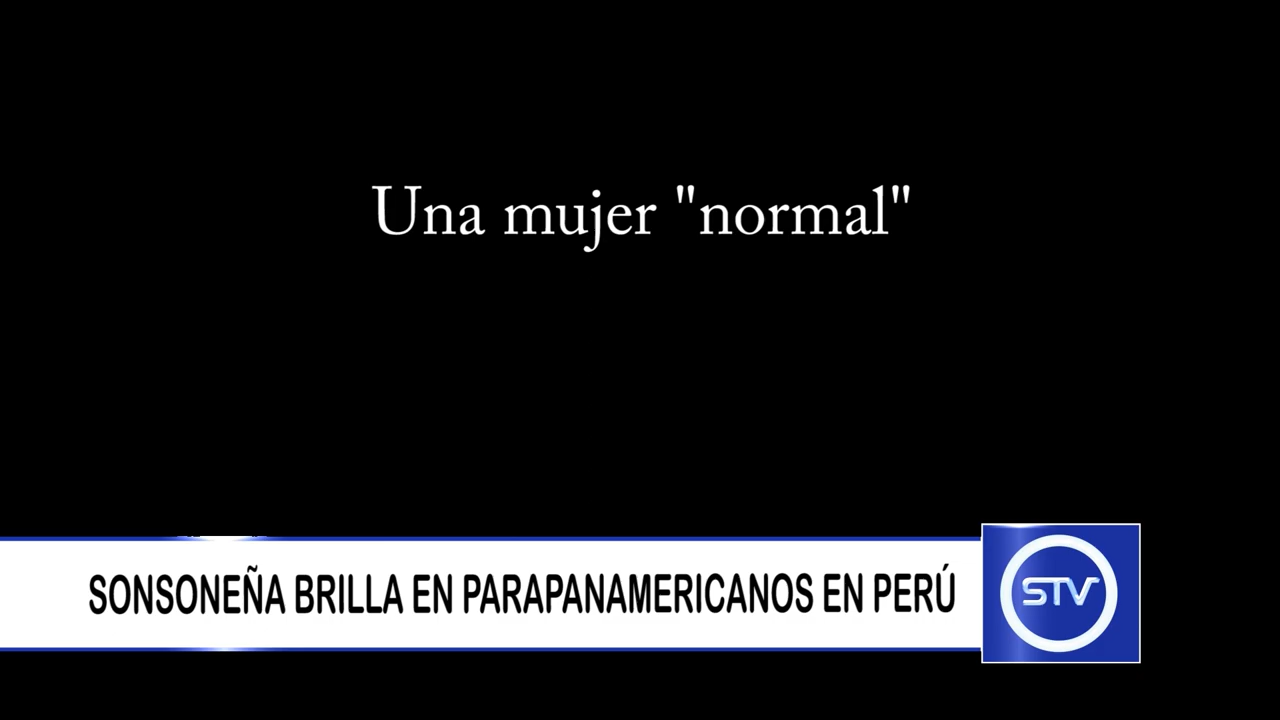 Una mujer "normal"
SONSONEÑA BRILLA EN PARAPANAMERICANOS EN PERÚ
STV